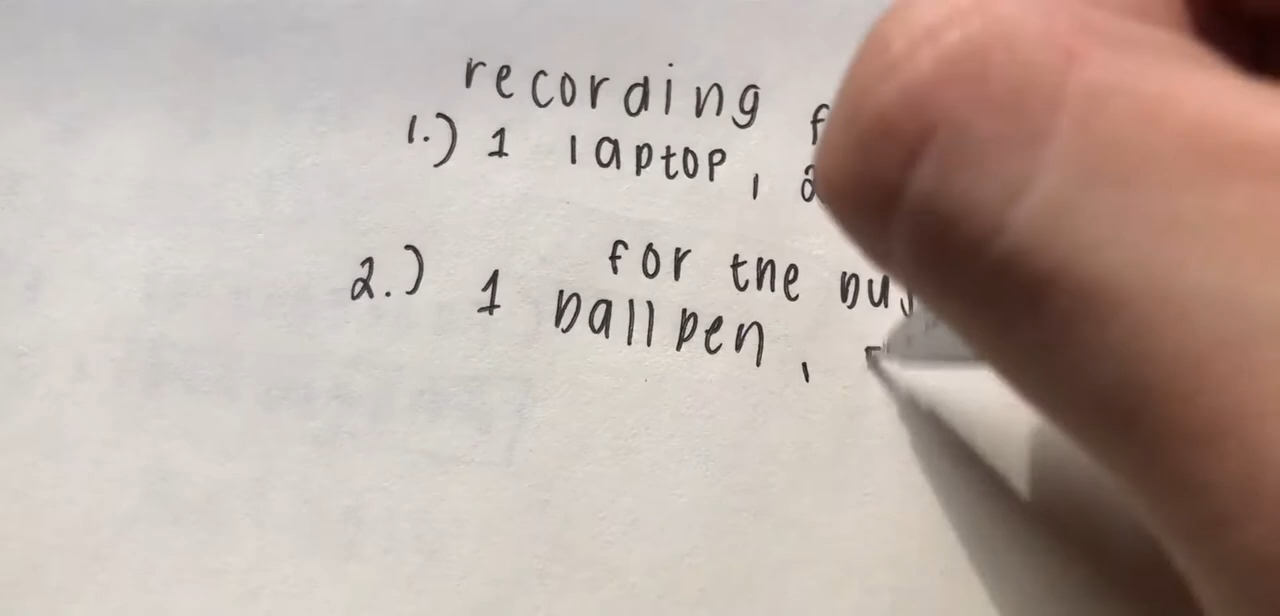 recording
1.) 1 laptop,
for the
2.) 1 ballpen,